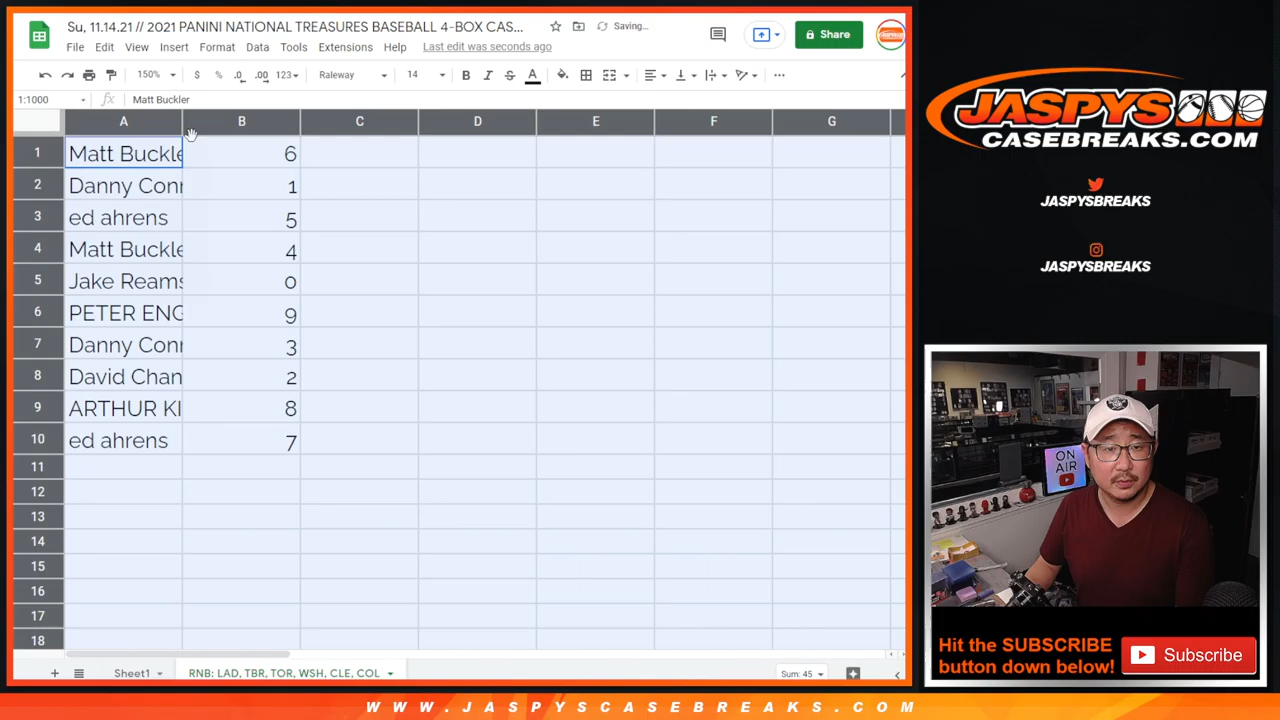 Su, 11.14.21// 2021 PANINI NATIONAL TREASURES BASEBALL 4-BOX CAS...
Saving...
File Edit View Insert Format Data Tools Extensions Help Last edit was seconds ago
Share
JASPYS
CASEBREAKS.COM
150% $ % .0 .00 123 Raleway 14 B I S A
1:1000 fx Matt Buckler
A B C D E F G
1 Matt Buckle 6
2 Danny Conr 1
3 ed ahrens 5
4 Matt Buckle 4
5 Jake Reams 0
6 PETER ENG 9
7 Danny Conr 3
8 David Chan 2
9 ARTHUR KI 8
10 ed ahrens 7
11
12
13
14
15
16
17
18
JASPYSBREAKS
JASPYSBREAKS
ON
AIR
Sheet1 RNB: LAD, TBR, TOR, WSH, CLE, COL Sum: 45
Hit the SUBSCRIBE
button down below!
Subscribe
WWW.JASPYSCASEBREAKS.COM